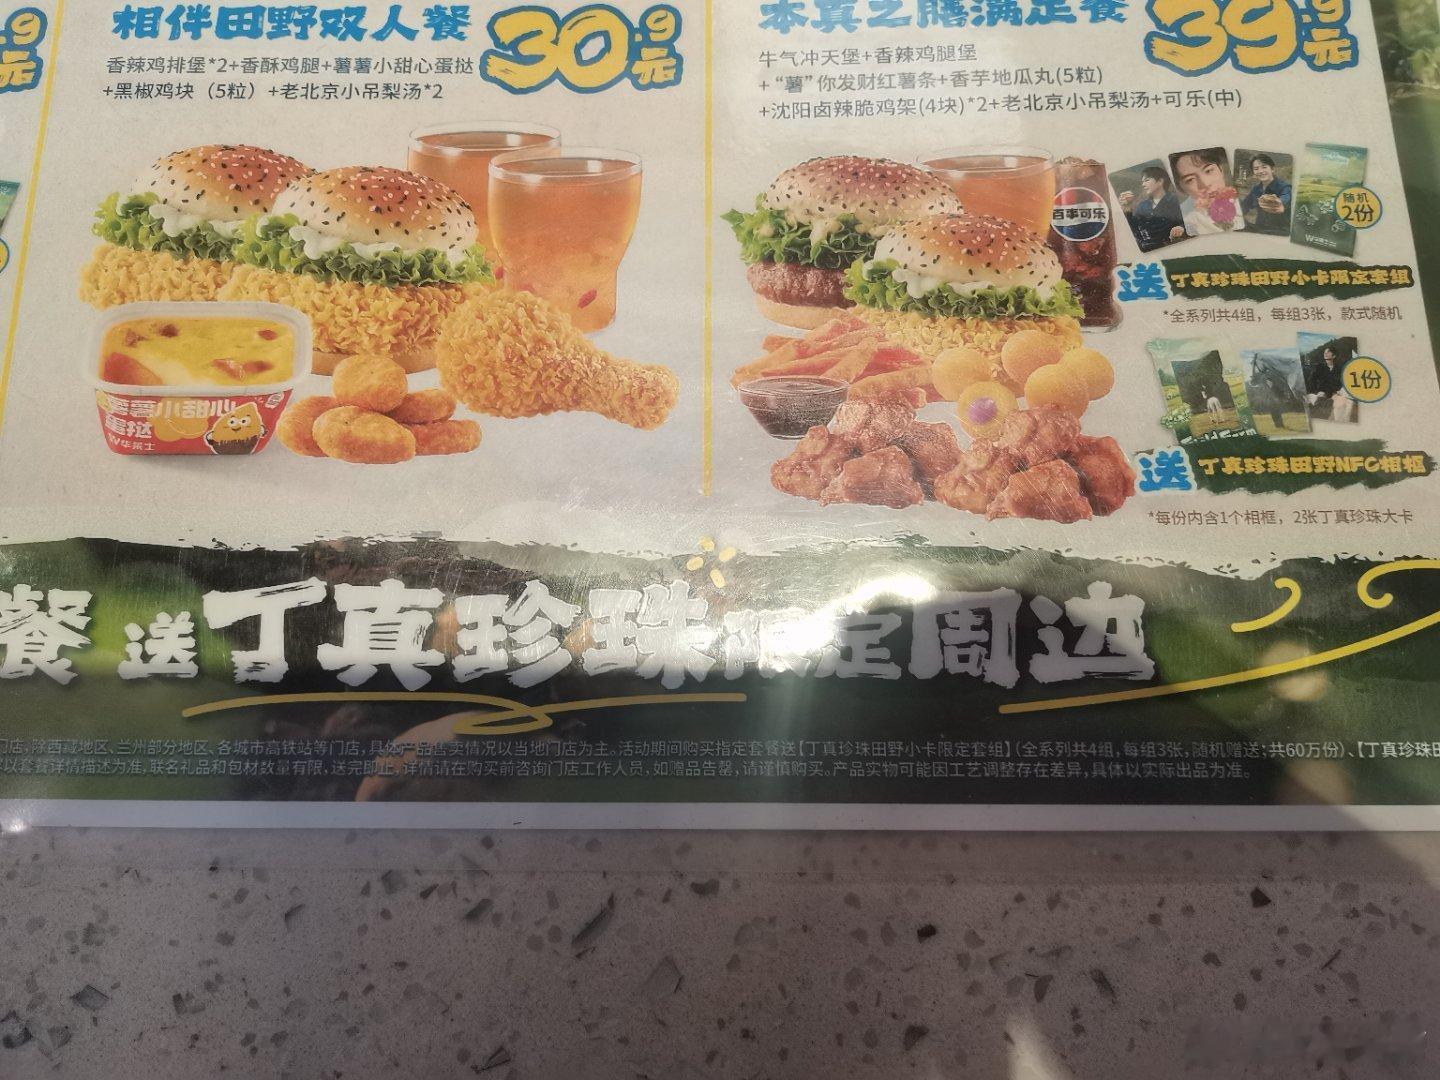 .9
元
相伴田野双人餐
30.9元
香辣鸡排堡*2+香酥鸡腿+薯薯小甜心蛋挞
+黑椒鸡块（5粒）+老北京小吊梨汤*2
本真之膳满足餐
39.9元
牛气冲天堡+香辣鸡腿堡
+“薯”你发财红薯条+香芋地瓜丸(5粒)
+沈阳卤辣脆鸡架(4块)*2+老北京小吊梨汤+可乐(中)
百事可乐
随机
2份
送丁真珍珠田野小卡限定套组
*全系列共4组，每组3张，款式随机
1份
送丁真珍珠田野NFC相框
*每份内含1个相框，2张丁真珍珠大卡
薯薯小甜心
蛋挞
华莱士
餐 送丁真珍珠限定周边
门店，除西藏地区、兰州部分地区、各城市高铁站等门店，具体产品售卖情况以当地门店为主。活动期间购买指定套餐送【丁真珍珠田野小卡限定套组】(全系列共4组，每组3张，随机赠送；共60万份)、【丁真珍珠田
以套餐详情描述为准，联名礼品和包材数量有限，送完即止，详情请在购买前咨询门店工作人员，如赠品告罄，请谨慎购买。产品实物可能因工艺调整存在差异，具体以实际出品为准。